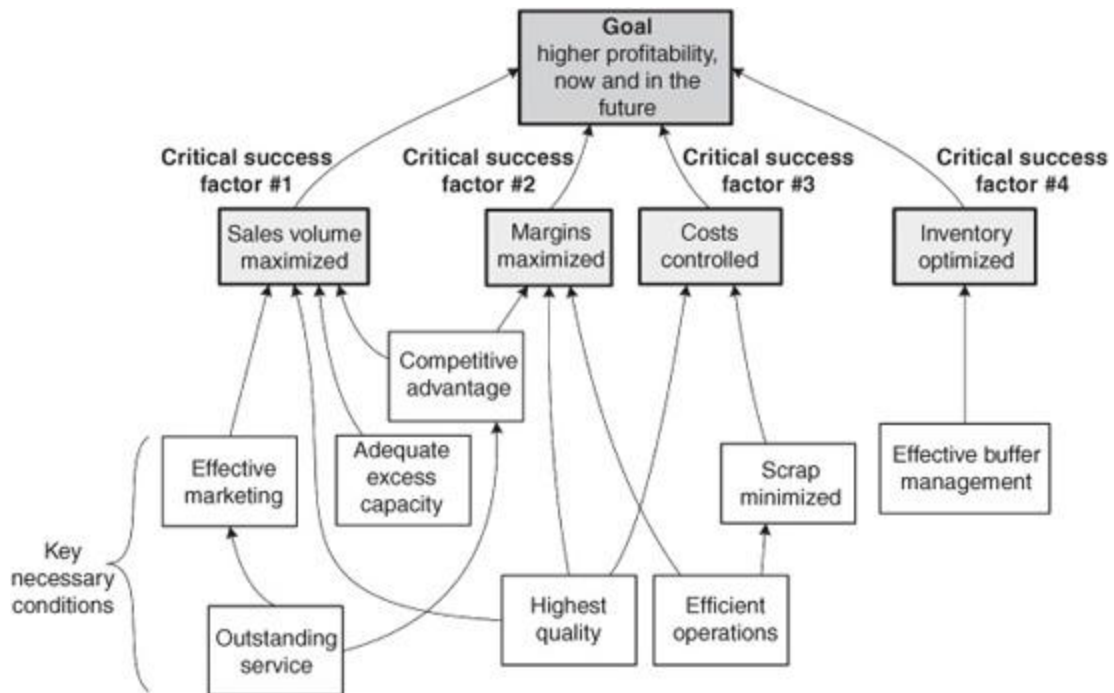 Goal
higher profitability,
now and in the
future
Critical success
factor #1
Critical success
factor #2
Critical success
factor #3
Critical success
factor #4
Sales volume
maximized
Margins
maximized
Costs
controlled
Inventory
optimized
Competitive
advantage
Effective
marketing
Adequate
excess
capacity
Scrap
minimized
Effective buffer
management
Key
necessary
conditions
Outstanding
service
Highest
quality
Efficient
operations